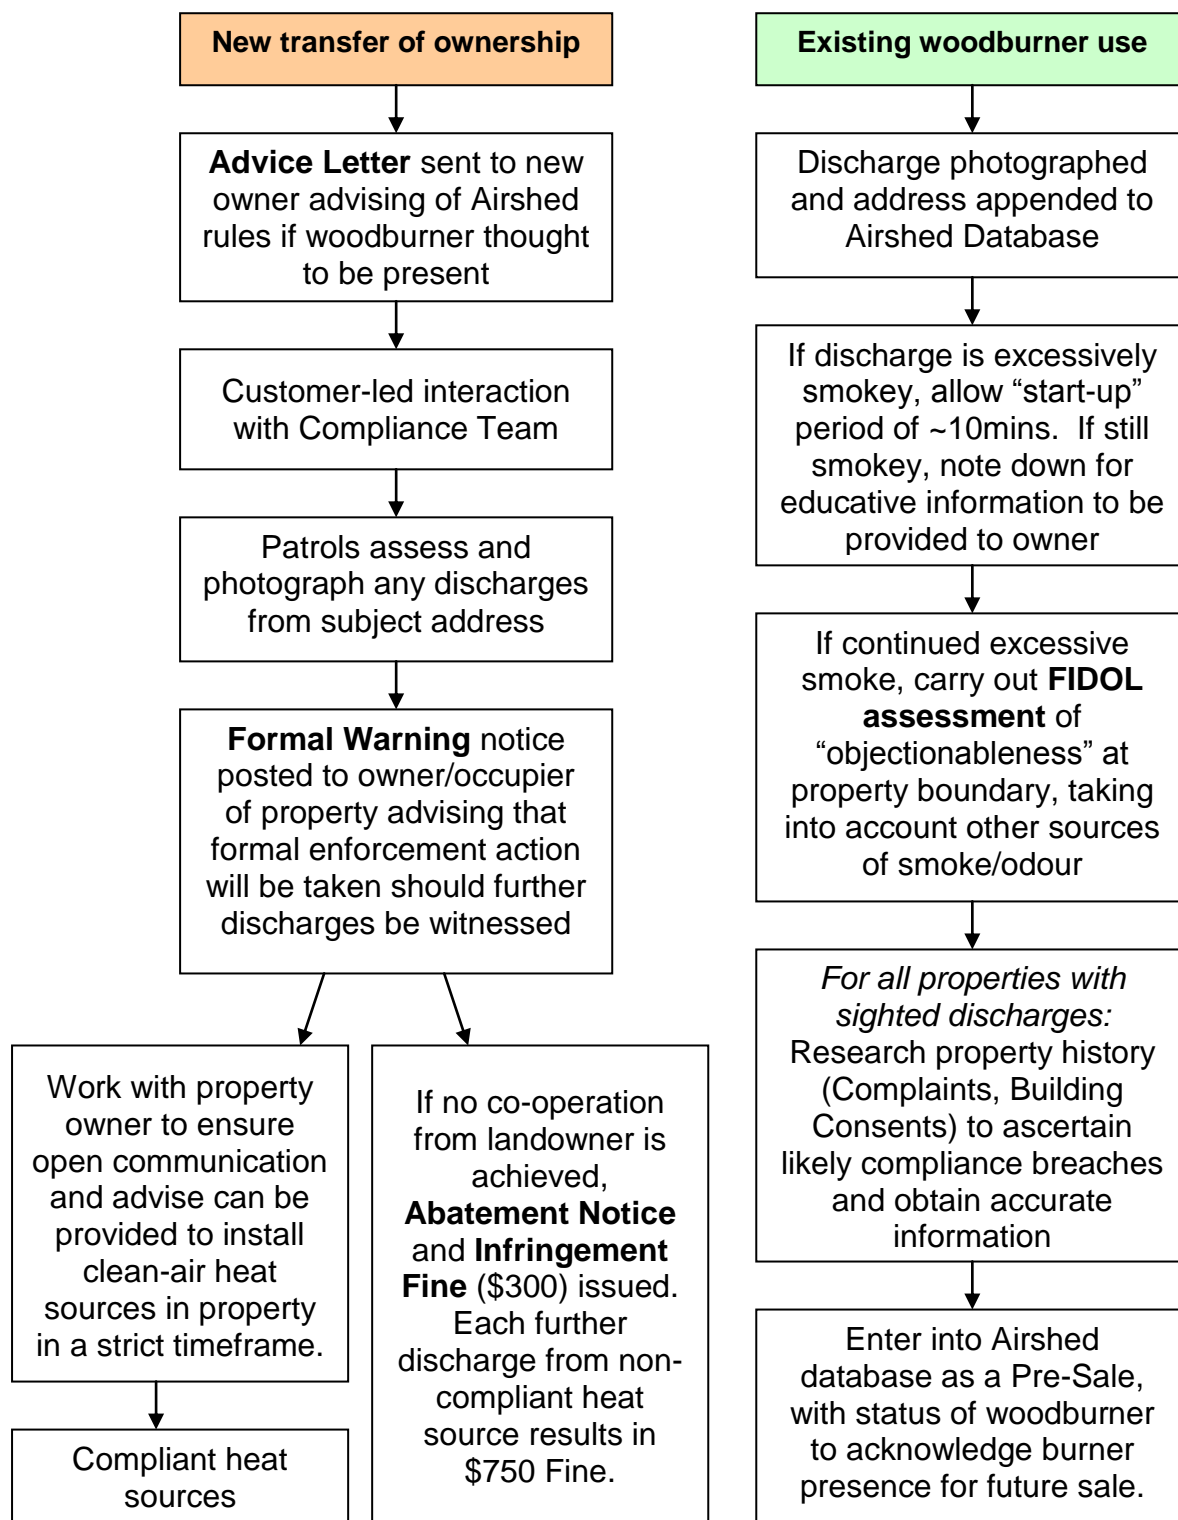 New transfer of ownership
Advice Letter sent to new
owner advising of Airshed
rules if woodburner thought
to be present
Customer-led interaction
with Compliance Team
Patrols assess and
photograph any discharges
from subject address
Formal Warning notice
posted to owner/occupier
of property advising that
formal enforcement action
will be taken should further
discharges be witnessed
Work with property
owner to ensure
open communication
and advise can be
provided to install
clean-air heat
sources in property
in a strict timeframe.
Compliant heat
sources
If no co-operation
from landowner is
achieved,
Abatement Notice
and Infringement
Fine ($300) issued.
Each further
discharge from non-
compliant heat
source results in
$750 Fine.
Existing woodburner use
Discharge photographed
and address appended to
Airshed Database
If discharge is excessively
smokey, allow “start-up”
period of ~10mins.  If still
smokey, note down for
educative information to be
provided to owner
If continued excessive
smoke, carry out FIDOL
assessment of
“objectionableness” at
property boundary, taking
into account other sources
of smoke/odour
For all properties with
sighted discharges:
Research property history
(Complaints, Building
Consents) to ascertain
likely compliance breaches
and obtain accurate
information
Enter into Airshed
database as a Pre-Sale,
with status of woodburner
to acknowledge burner
presence for future sale.